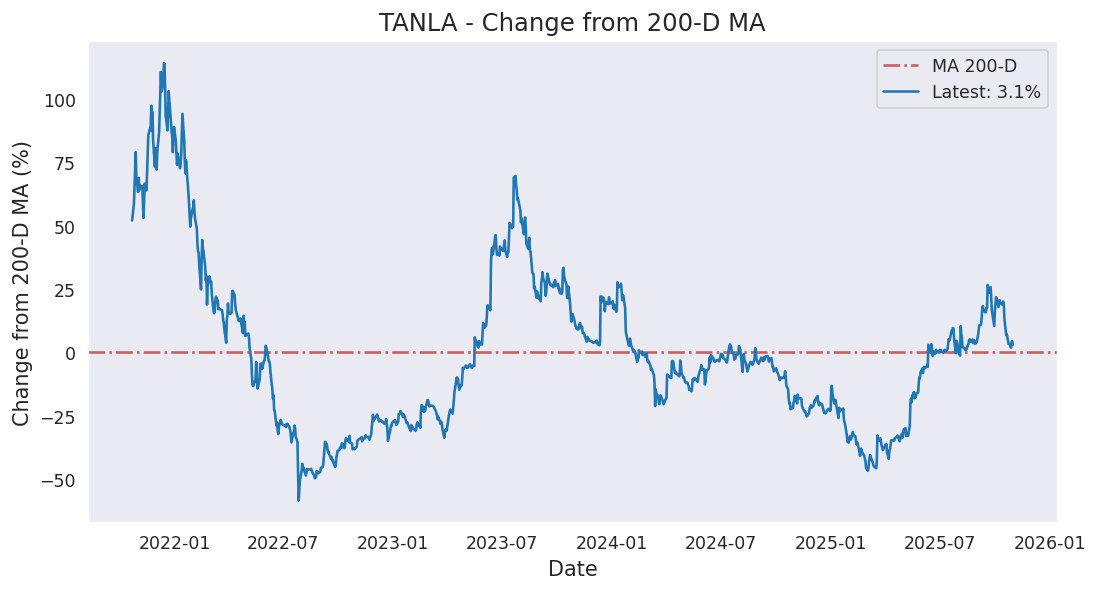 TANLA - Change from 200-D MA
MA 200-D
Latest: 3.1%
Change from 200-D MA (%)
100
75
50
25
0
−25
−50
2022-01 2022-07 2023-01 2023-07 2024-01 2024-07 2025-01 2025-07 2026-01
Date